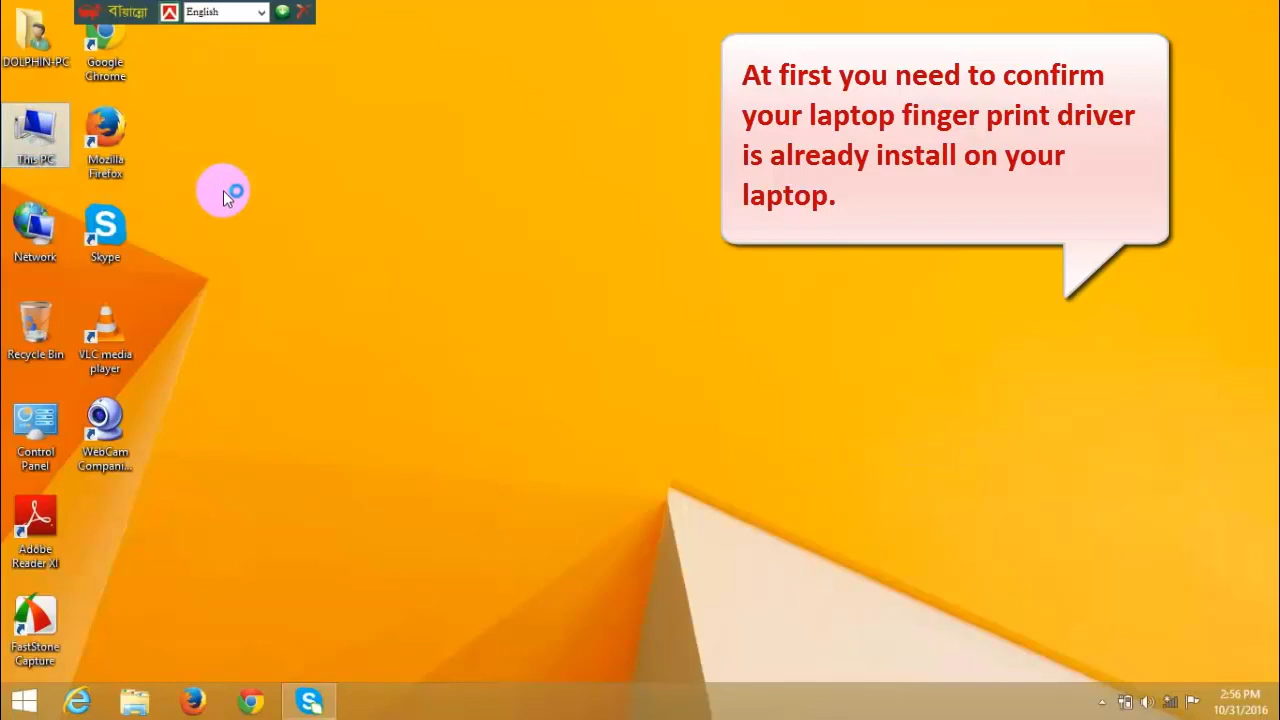 বায়ান্নো
English
At first you need to confirm
your laptop finger print driver
is already install on your
laptop.
DOLPHIN-PC
Google
Chrome
This PC
Mozilla
Firefox
Network
Skype
Recycle Bin
VLC media
player
Control
Panel
WebCam
Compani...
Adobe
Reader XI
FastStone
Capture
2:56 PM
10/31/2016